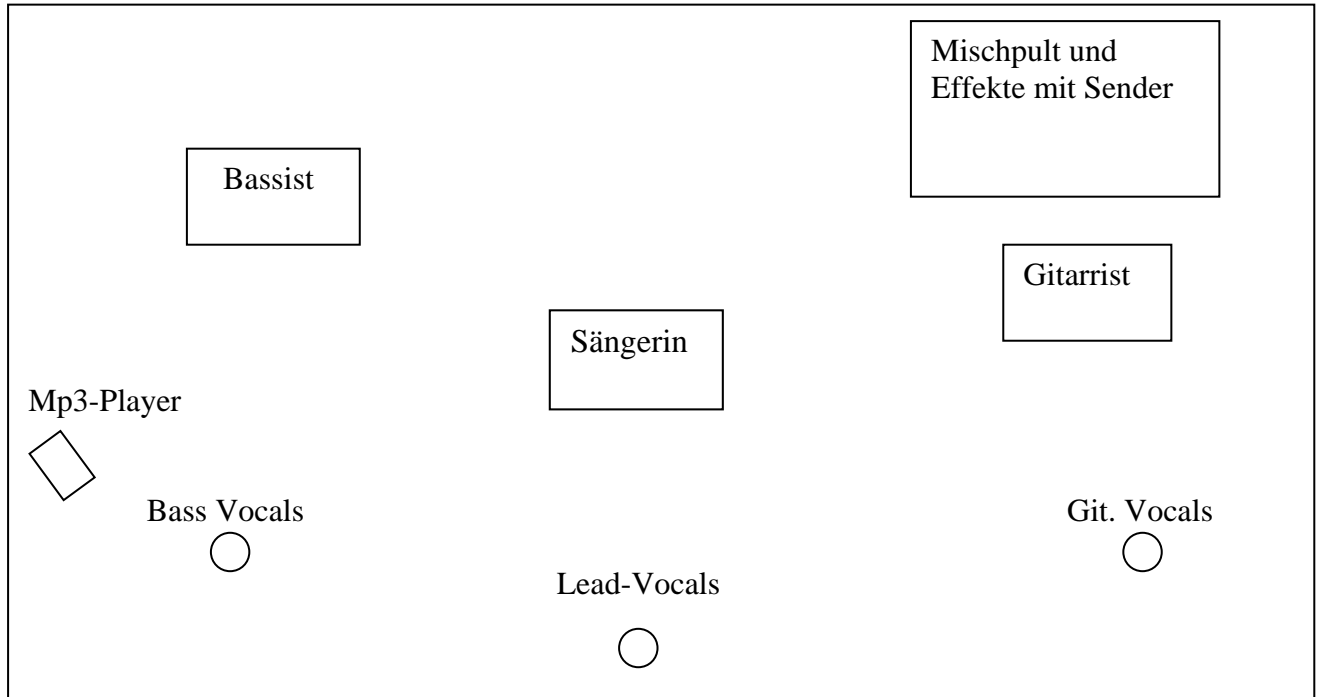 Mischpult und
Effekte mit Sender
Bassist
Gitarrist
Sängerin
Mp3-Player
Bass Vocals
Git. Vocals
Lead-Vocals